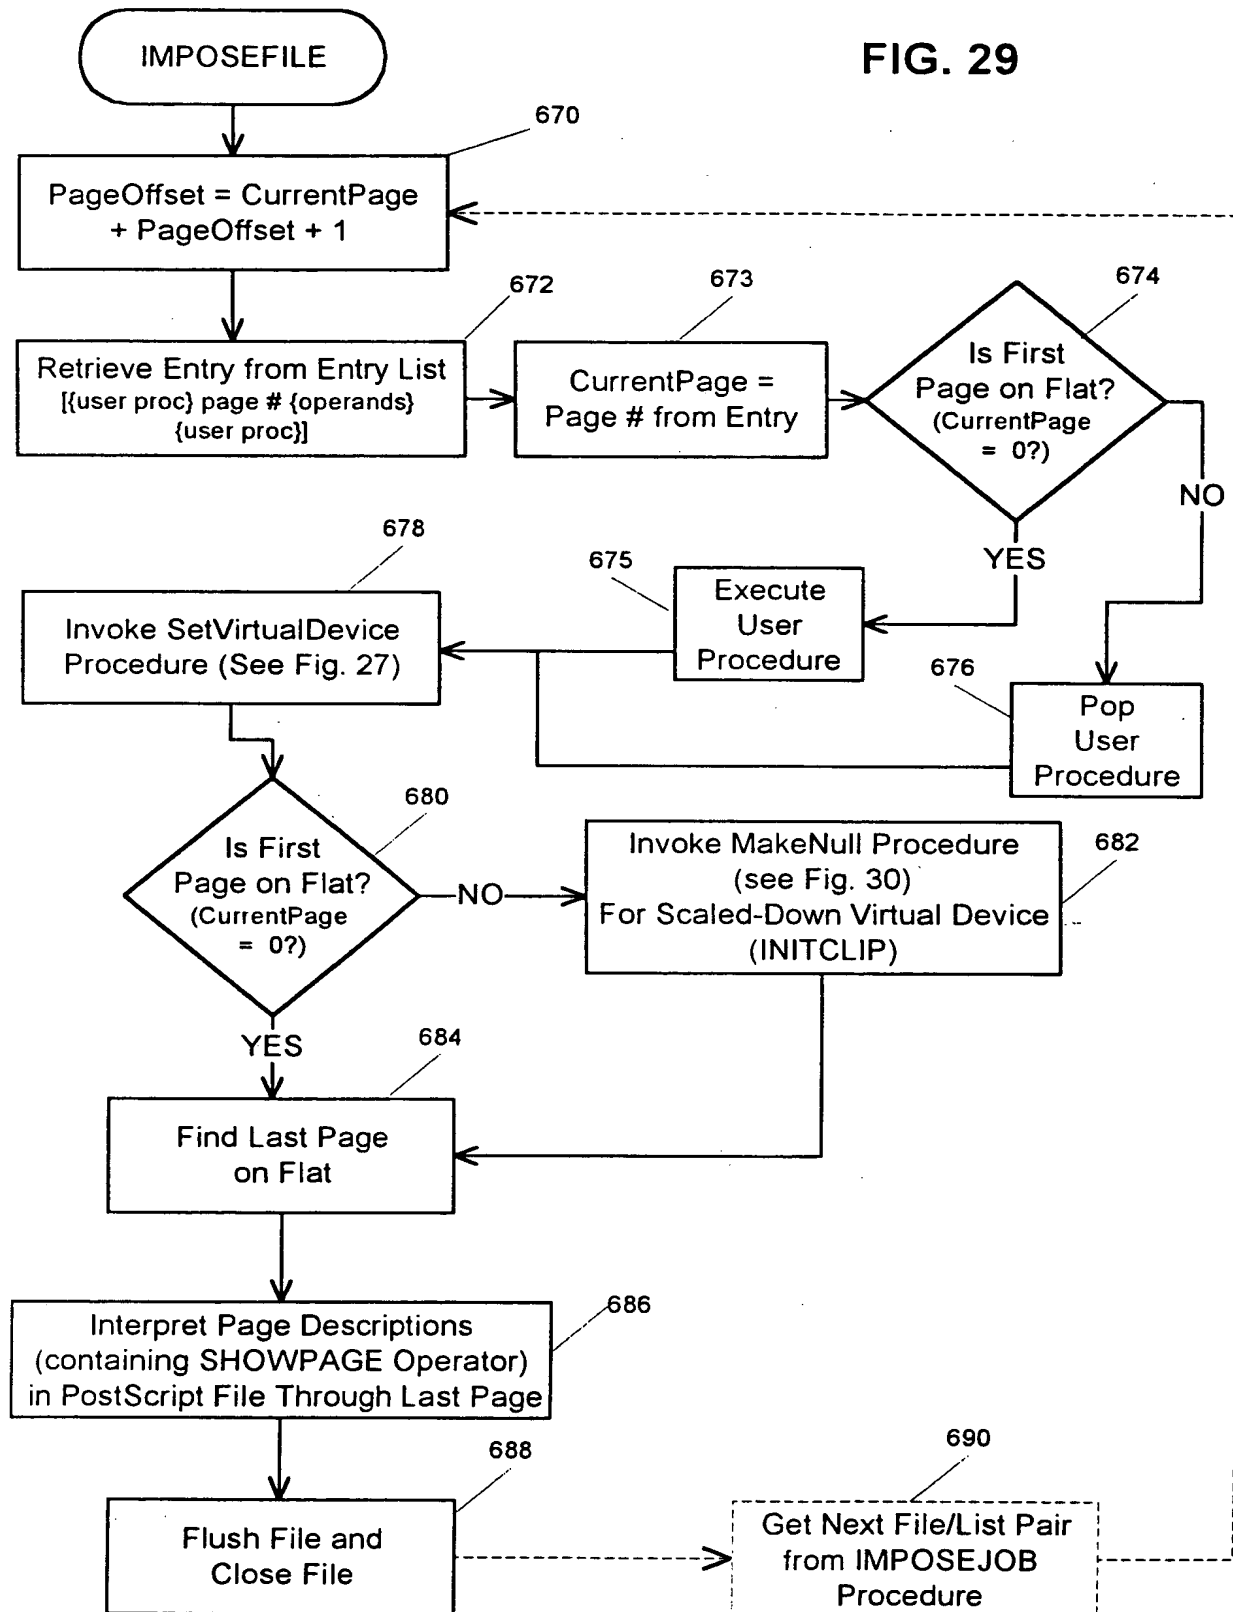 IMPOSEFILE
FIG. 29
670
PageOffset = CurrentPage
+ PageOffset + 1
672
Retrieve Entry from Entry List
[{user proc} page # {operands}
{user proc}]
673
CurrentPage =
Page # from Entry
674
Is First
Page on Flat?
(CurrentPage
= 0?)
NO
YES
675
Execute
User
Procedure
676
Pop
User
Procedure
678
Invoke SetVirtualDevice
Procedure (See Fig. 27)
680
Is First
Page on Flat?
(CurrentPage
= 0?)
NO
YES
682
Invoke MakeNull Procedure
(see Fig. 30)
For Scaled-Down Virtual Device
(INITCLIP)
684
Find Last Page
on Flat
686
Interpret Page Descriptions
(containing SHOWPAGE Operator)
in PostScript File Through Last Page
688
Flush File and
Close File
690
Get Next File/List Pair
from IMPOSEJOB
Procedure